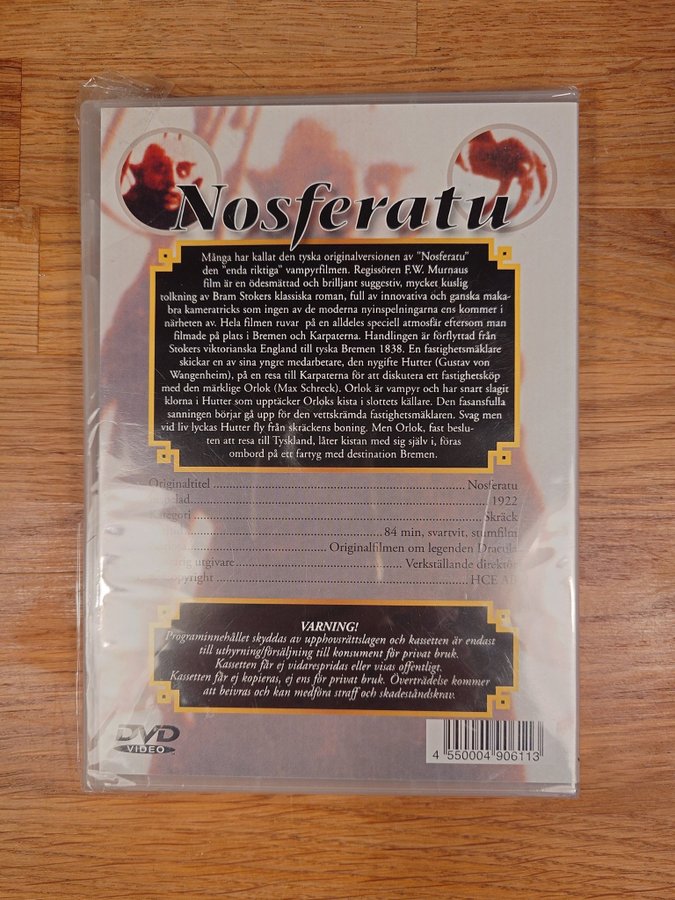 Nosferatu
Många har kallat den tyska originalversionen av "Nosferatu"
den "enda riktiga" vampyrfilmen. Regissören F.W. Murnaus
film är en ödesmättad och brilljant suggestiv, mycket kuslig
tolkning av Bram Stokers klassiska roman, full av innovativa och ganska maka-
bra kameratricks som ingen av de moderna nyinspelningarna ens kommer i
närheten av. Hela filmen ruvar på en alldeles speciell atmosfär eftersom man
filmade på plats i Bremen och Karpaterna. Handlingen är förflyttad från
Stokers viktorianska England till tyska Bremen 1838. En fastighetsmäklare
skickar en av sina yngre medarbetare, den nygifte Hutter (Gustav von
Wangenheim), på en resa till Karpaterna för att diskutera ett fastighetsköp
med den märklige Orlok (Max Schreck). Orlok är vampyr och har snart slagit
klorna i Hutter som upptäcker Orloks kista i slottets källare. Den fasansfulla
sanningen börjar gå upp för den vettskrämda fastighetsmäklaren. Svag men
vid liv lyckas Hutter fly från skräckens boning. Men Orlok, fast beslu-
ten att resa till Tyskland, låter kistan med sig själv i, föras
ombord på ett fartyg med destination Bremen.
Originaltitel Nosferatu
1922
Kategori Skräck
84 min, svartvit, stumfilm
Originalfilmen om legenden Dracula
utgivare Verkställande direktör
Copyright HCE AB
VARNING!
Programinnehållet skyddas av upphovsrättslagen och kassetten är endast
till uthyrning/försäljning till konsument för privat bruk.
Kassetten får ej vidarespridas eller visas offentligt.
Kassetten får ej kopieras, ej ens för privat bruk. Överträdelse kommer
att beivras och kan medföra straff och skadeståndskrav.
DVD
VIDEO
4 550004 906113